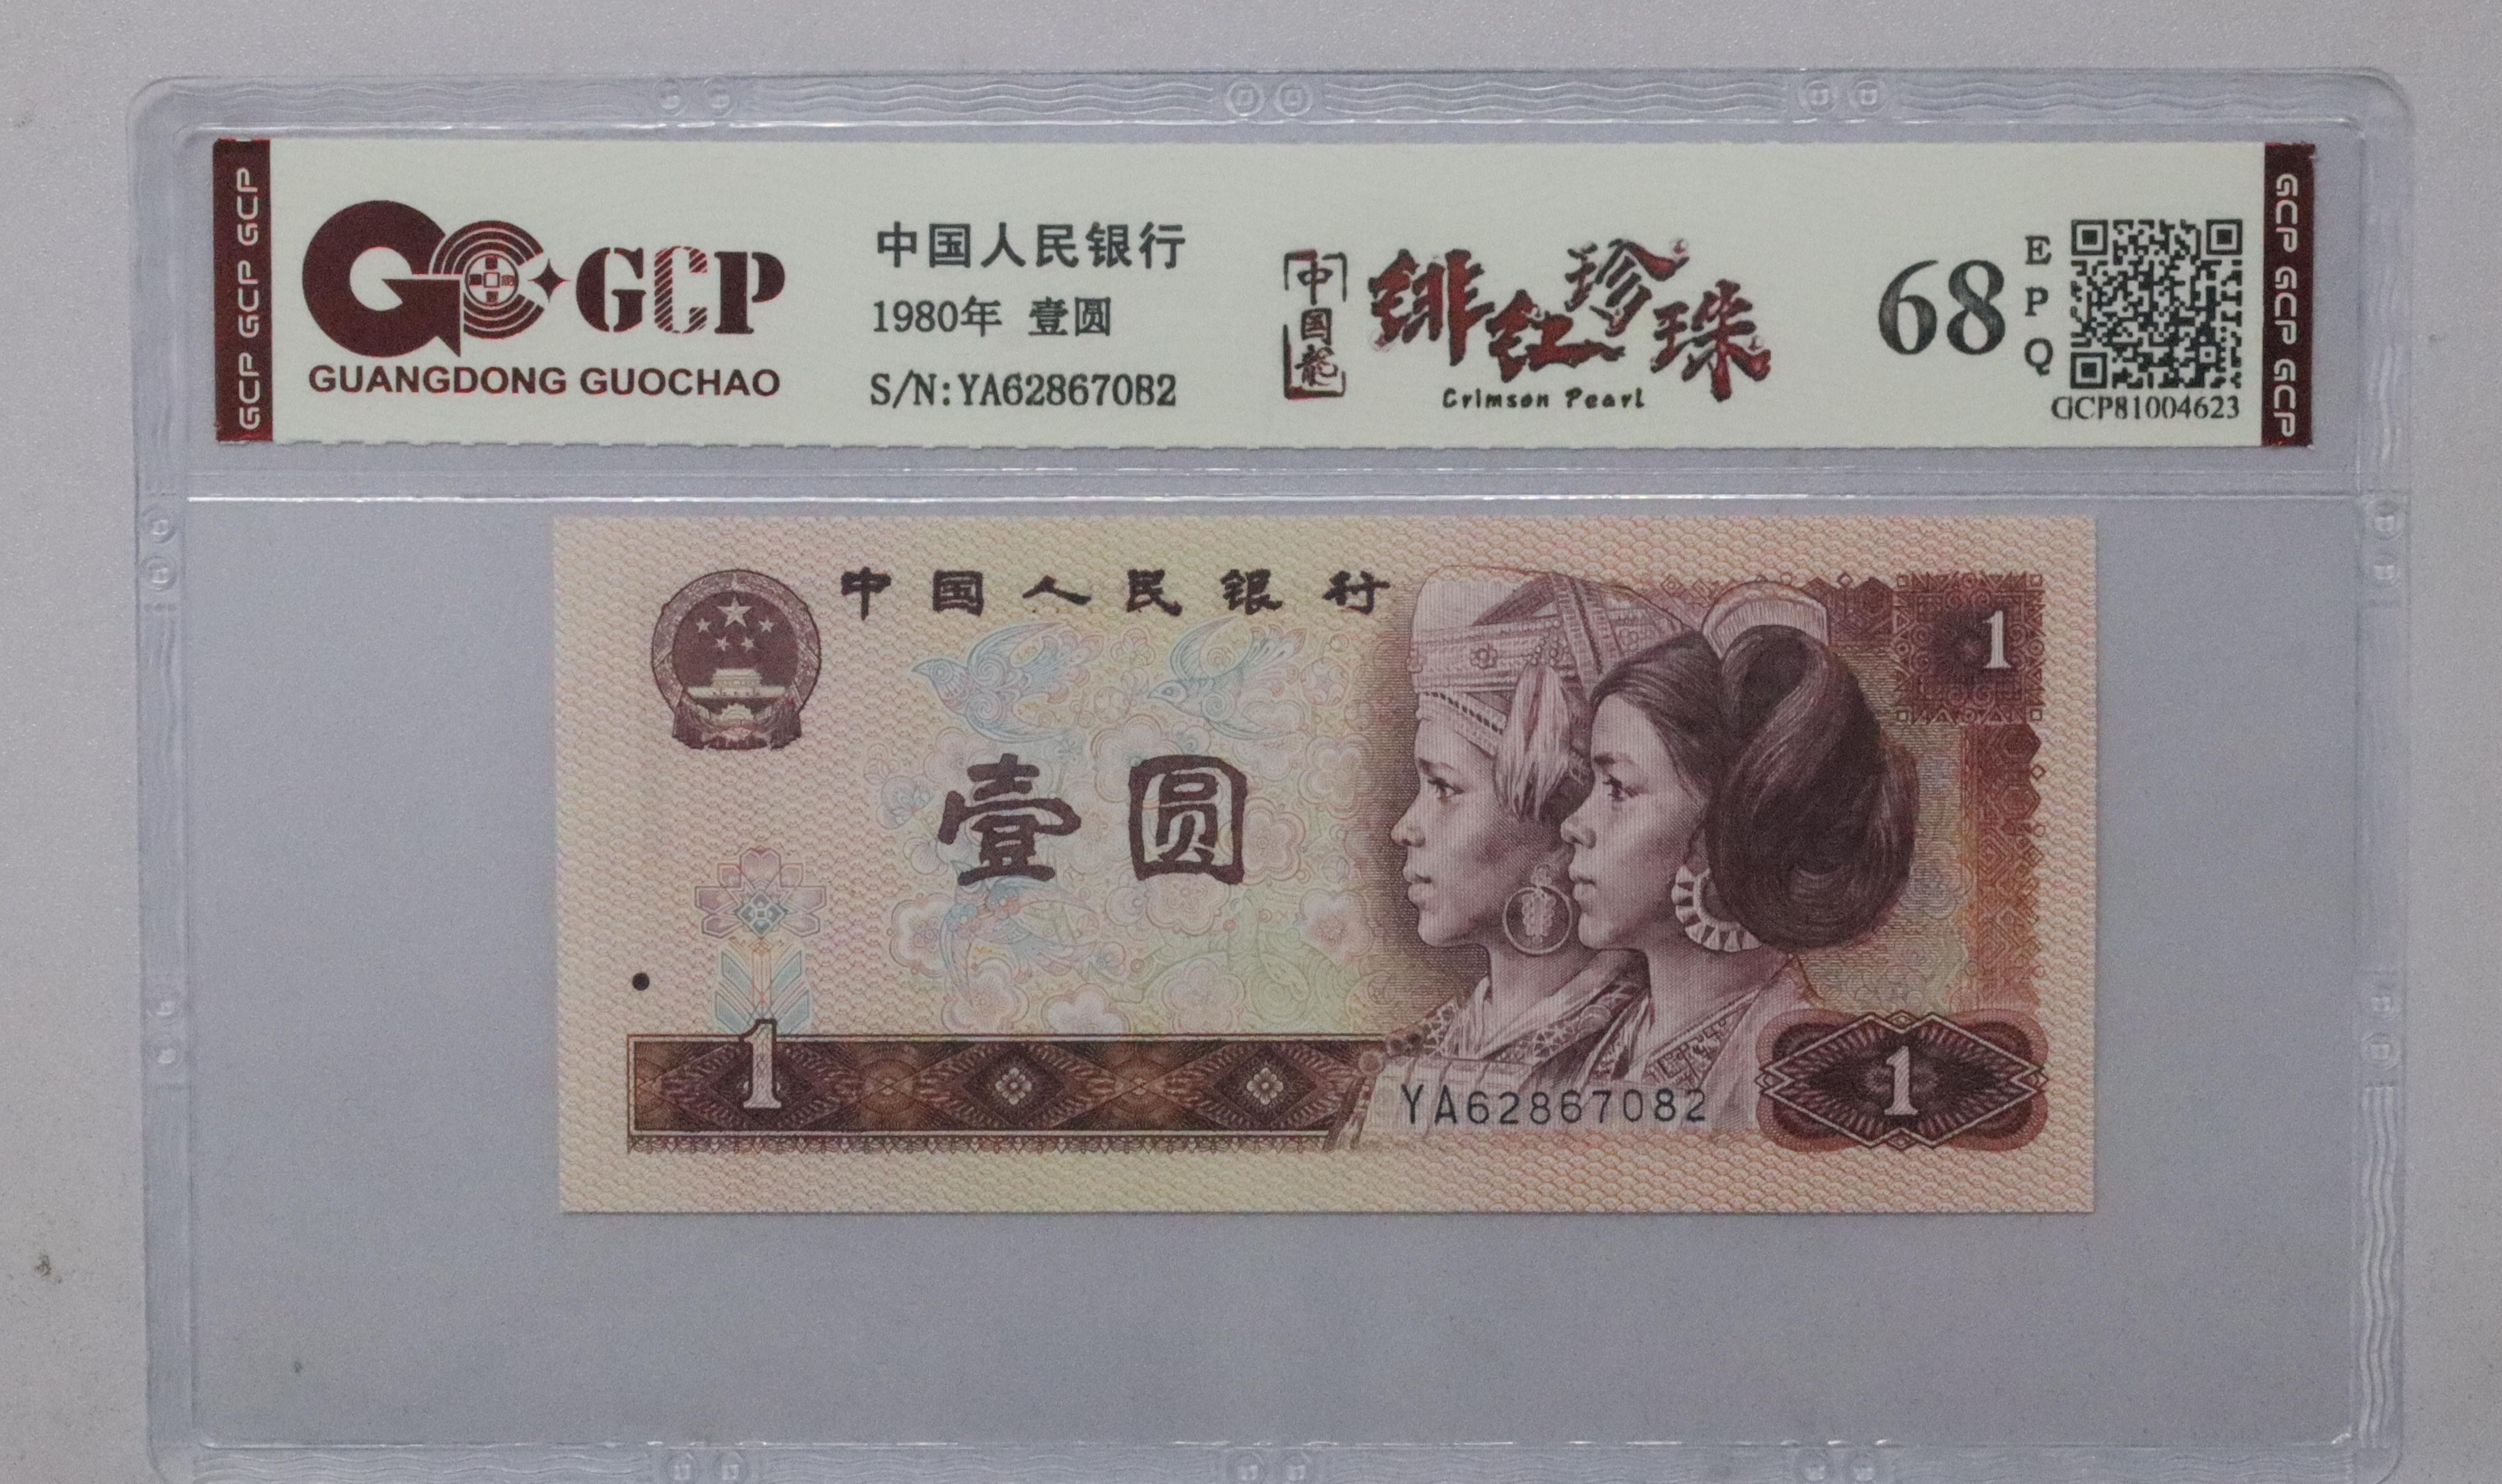 GCP GCP GCP
GCP
GUANGDONG GUOCHAO
中国人民银行
1980年 壹圆
S/N:YA62867082
中国龍
绯红珍珠
Crimson Pearl
68
E
P
Q
GCP81004623
GCP GCP GCP
中国人民银行
1
壹圆
1
YA62867082
1